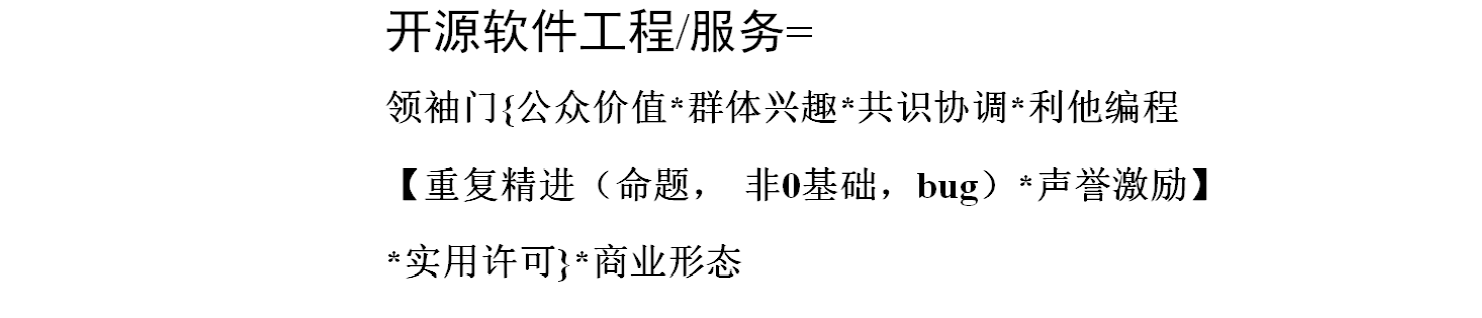 开源软件工程/服务=
领袖门{公众价值*群体兴趣*共识协调*利他编程
【重复精进（命题， 非0基础，bug）*声誉激励】
*实用许可}*商业形态